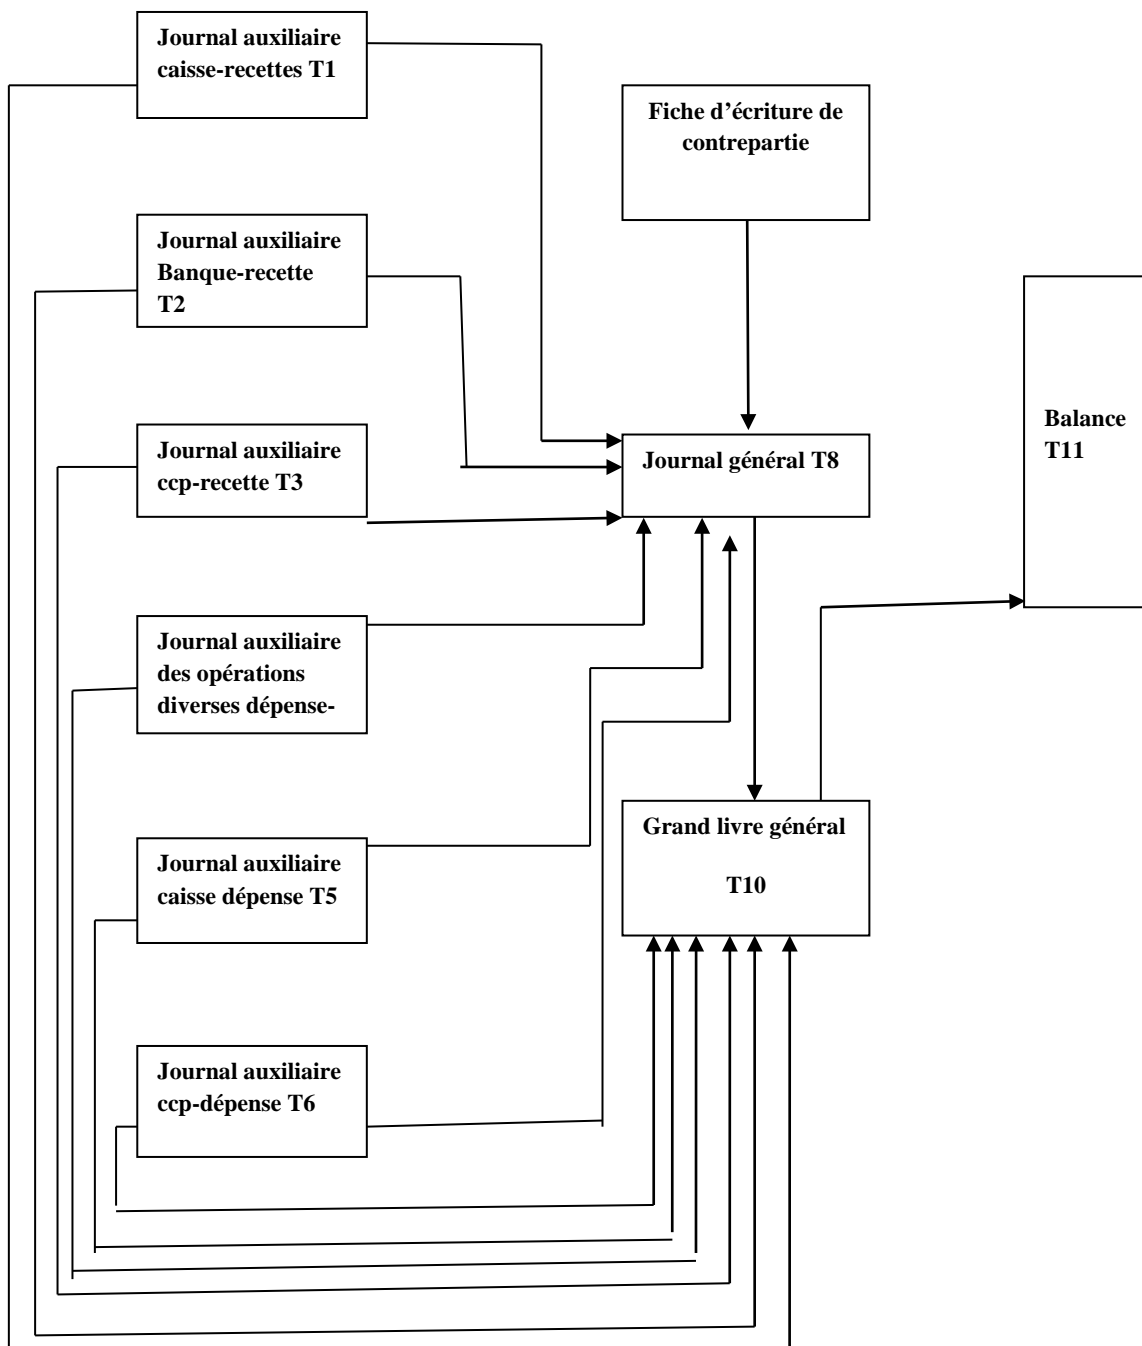 Journal auxiliaire
caisse-recettes T1
Fiche d’écriture de
contrepartie
Journal auxiliaire
Banque-recette
T2
Balance
T11
Journal auxiliaire
ccp-recette T3
Journal général T8
Journal auxiliaire
des opérations
diverses dépense-
Grand livre général
T10
Journal auxiliaire
caisse dépense T5
Journal auxiliaire
ccp-dépense T6